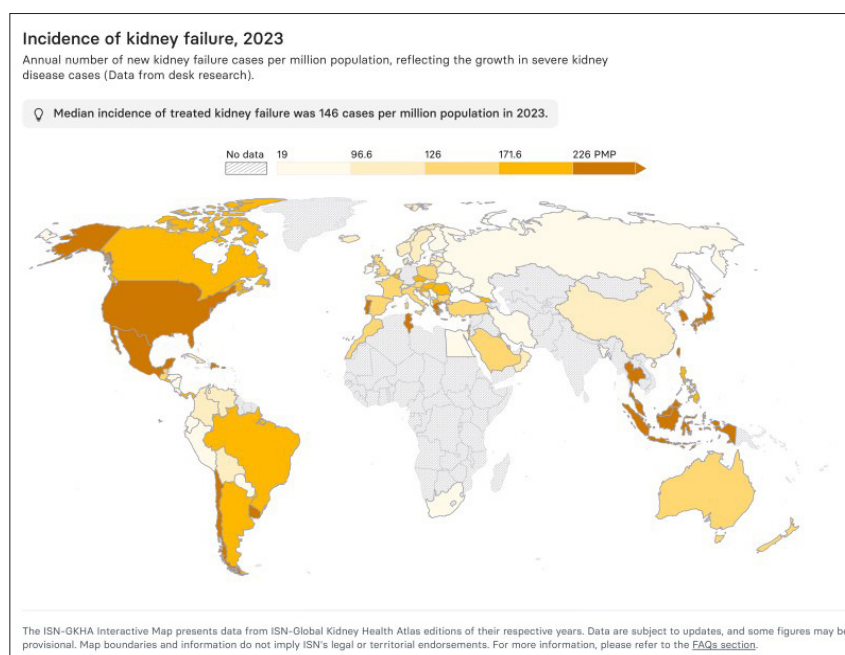 Incidence of kidney failure, 2023
Annual number of new kidney failure cases per million population, reflecting the growth in severe kidney
disease cases (Data from desk research).
Median incidence of treated kidney failure was 146 cases per million population in 2023.
No data 19 96.6 126 171.6 226 PMP
The ISN-GKHA Interactive Map presents data from ISN-Global Kidney Health Atlas editions of their respective years. Data are subject to updates, and some figures may be
provisional. Map boundaries and information do not imply ISN's legal or territorial endorsements. For more information, please refer to the FAQs section.